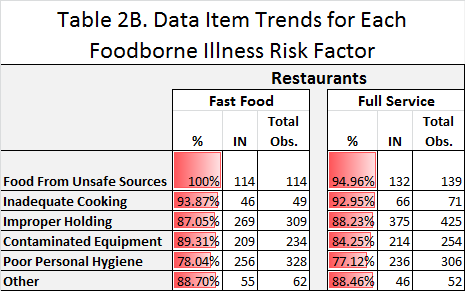 Table 2B. Data Item Trends for Each
Foodborne Illness Risk Factor
Restaurants
Fast Food Full Service
Total Total
% IN Obs. % IN Obs.
Food From Unsafe Sources 100% 114 114 94.96% 132 139
Inadequate Cooking 93.87% 46 49 92.95% 66 71
Improper Holding 87.05% 269 309 88.23% 375 425
Contaminated Equipment 89.31% 209 234 84.25% 214 254
Poor Personal Hygiene 78.04% 256 328 77.12% 236 306
Other 88.70% 55 62 88.46% 46 52